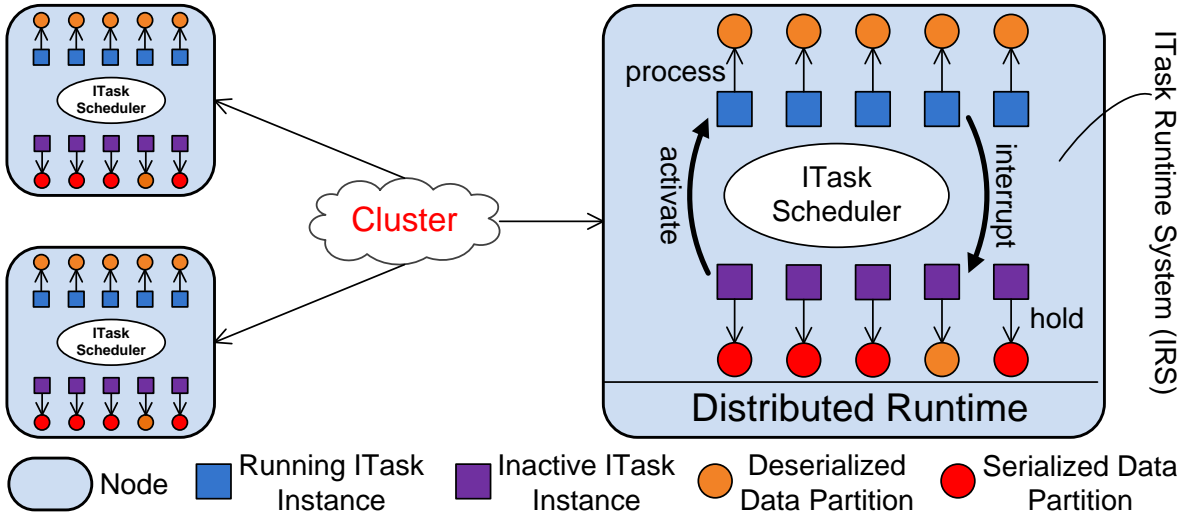 ITask
Scheduler
ITask
Scheduler
Cluster
process
activate
ITask
Scheduler
interrupt
hold
Distributed Runtime
ITask Runtime System (IRS)
Node
Running ITask
Instance
Inactive ITask
Instance
Deserialized
Data Partition
Serialized Data
Partition